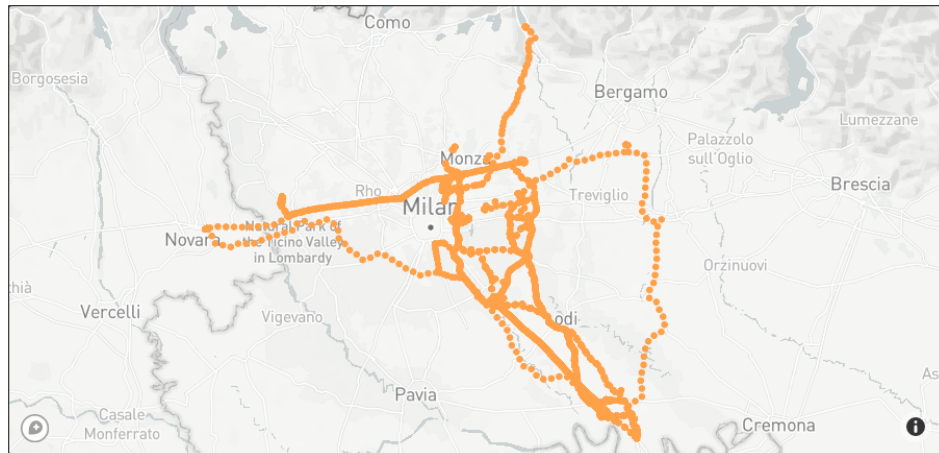 Como
Borgosesia
Bergamo
Lumezzane
Palazzolo
sull'Oglio
Monza
Rho
Treviglio
Brescia
Milan
Novara
Natural Park of
the Ticino Valley
in Lombardy
Orzinuovi
Vercelli
Vigevano
odi
Pavia
Casale
Monferrato
Cremona